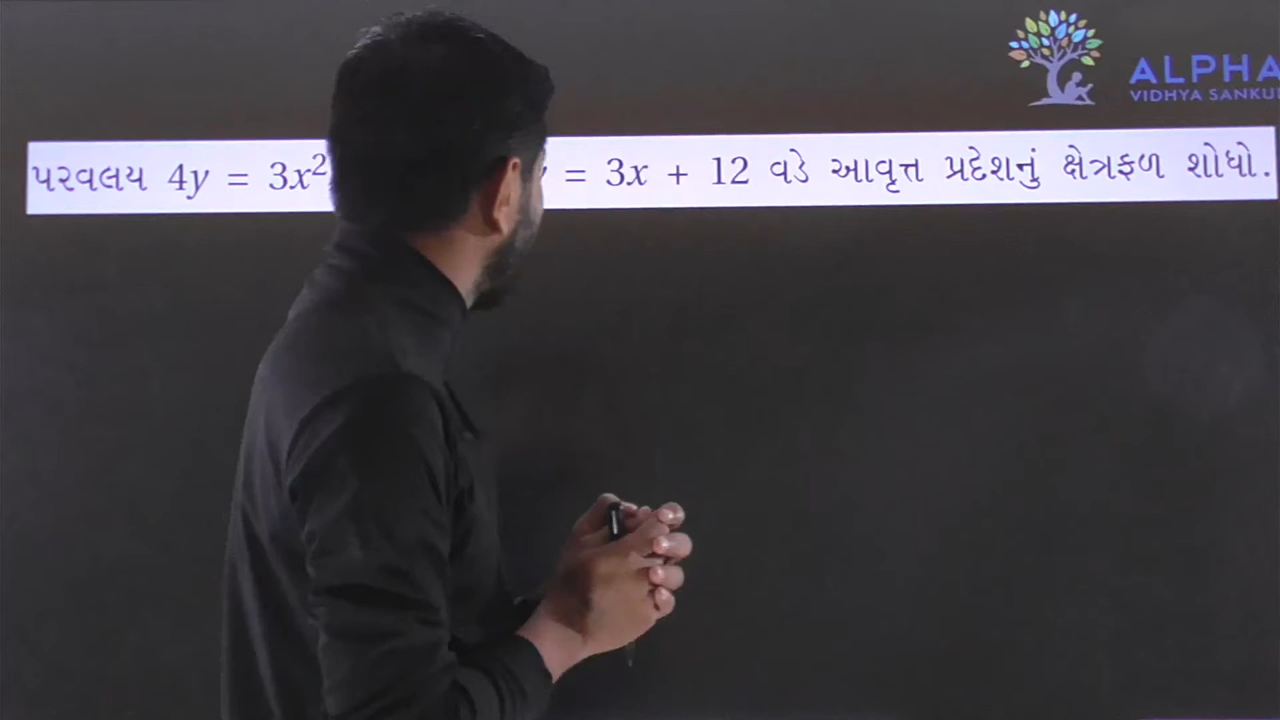 ALPHA
VIDHYA SANKU
પરવલય 4y = 3x² = 3x + 12 વડે આવૃત્ત પ્રદેશનું ક્ષેત્રફળ શોધો.